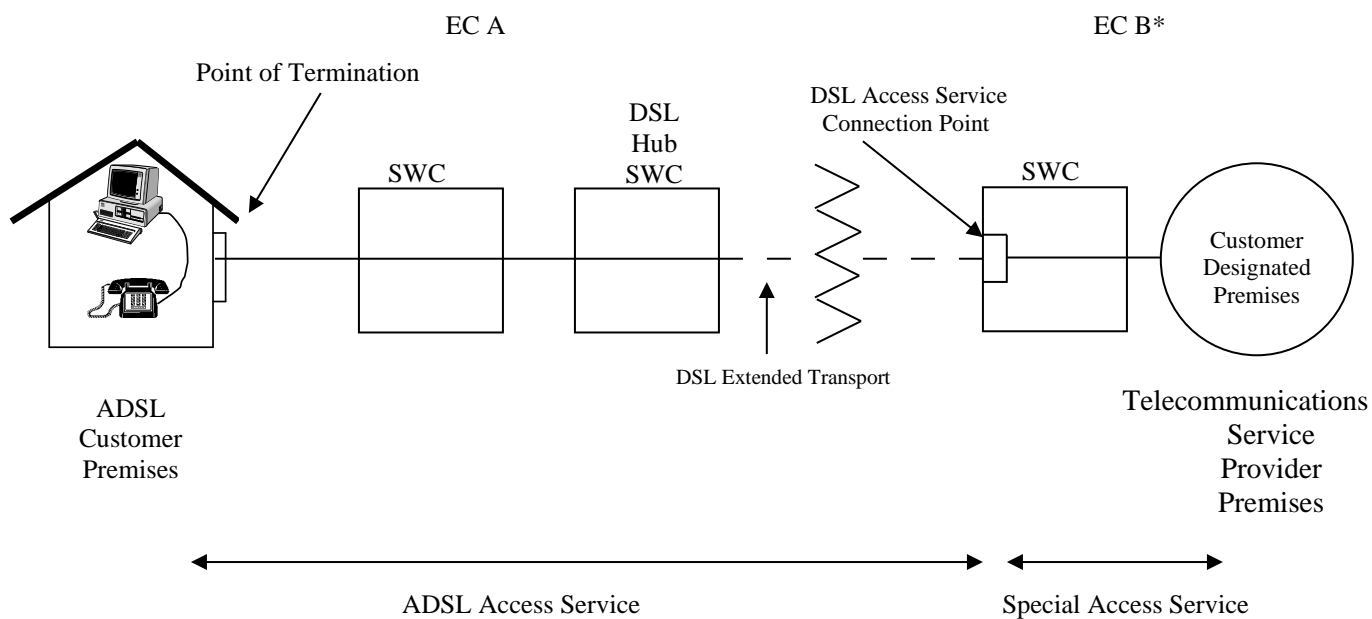 EC A
EC B*
Point of Termination
DSL Access Service
Connection Point
DSL
Hub
SWC
SWC
SWC
Customer
Designated
Premises
DSL Extended Transport
ADSL
Customer
Premises
Telecommunications
Service
Provider
Premises
ADSL Access Service
Special Access Service